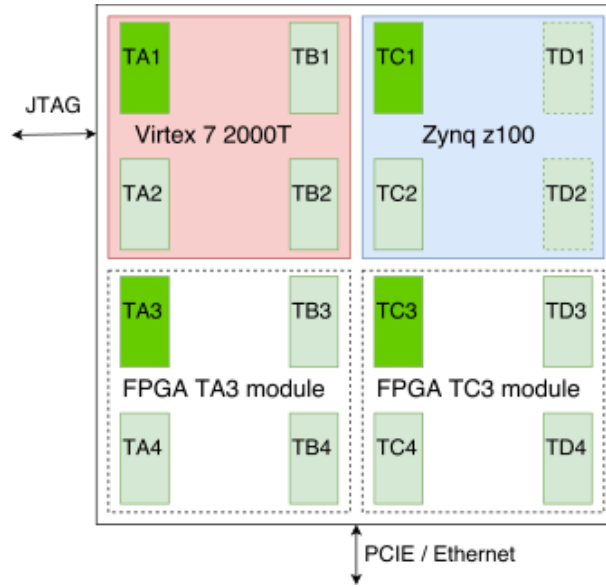 TA1 TB1 TC1 TD1
JTAG
Virtex 7 2000T Zynq z100
TA2 TB2 TC2 TD2
TA3 TB3 TC3 TD3
FPGA TA3 module FPGA TC3 module
TA4 TB4 TC4 TD4
PCIE / Ethernet